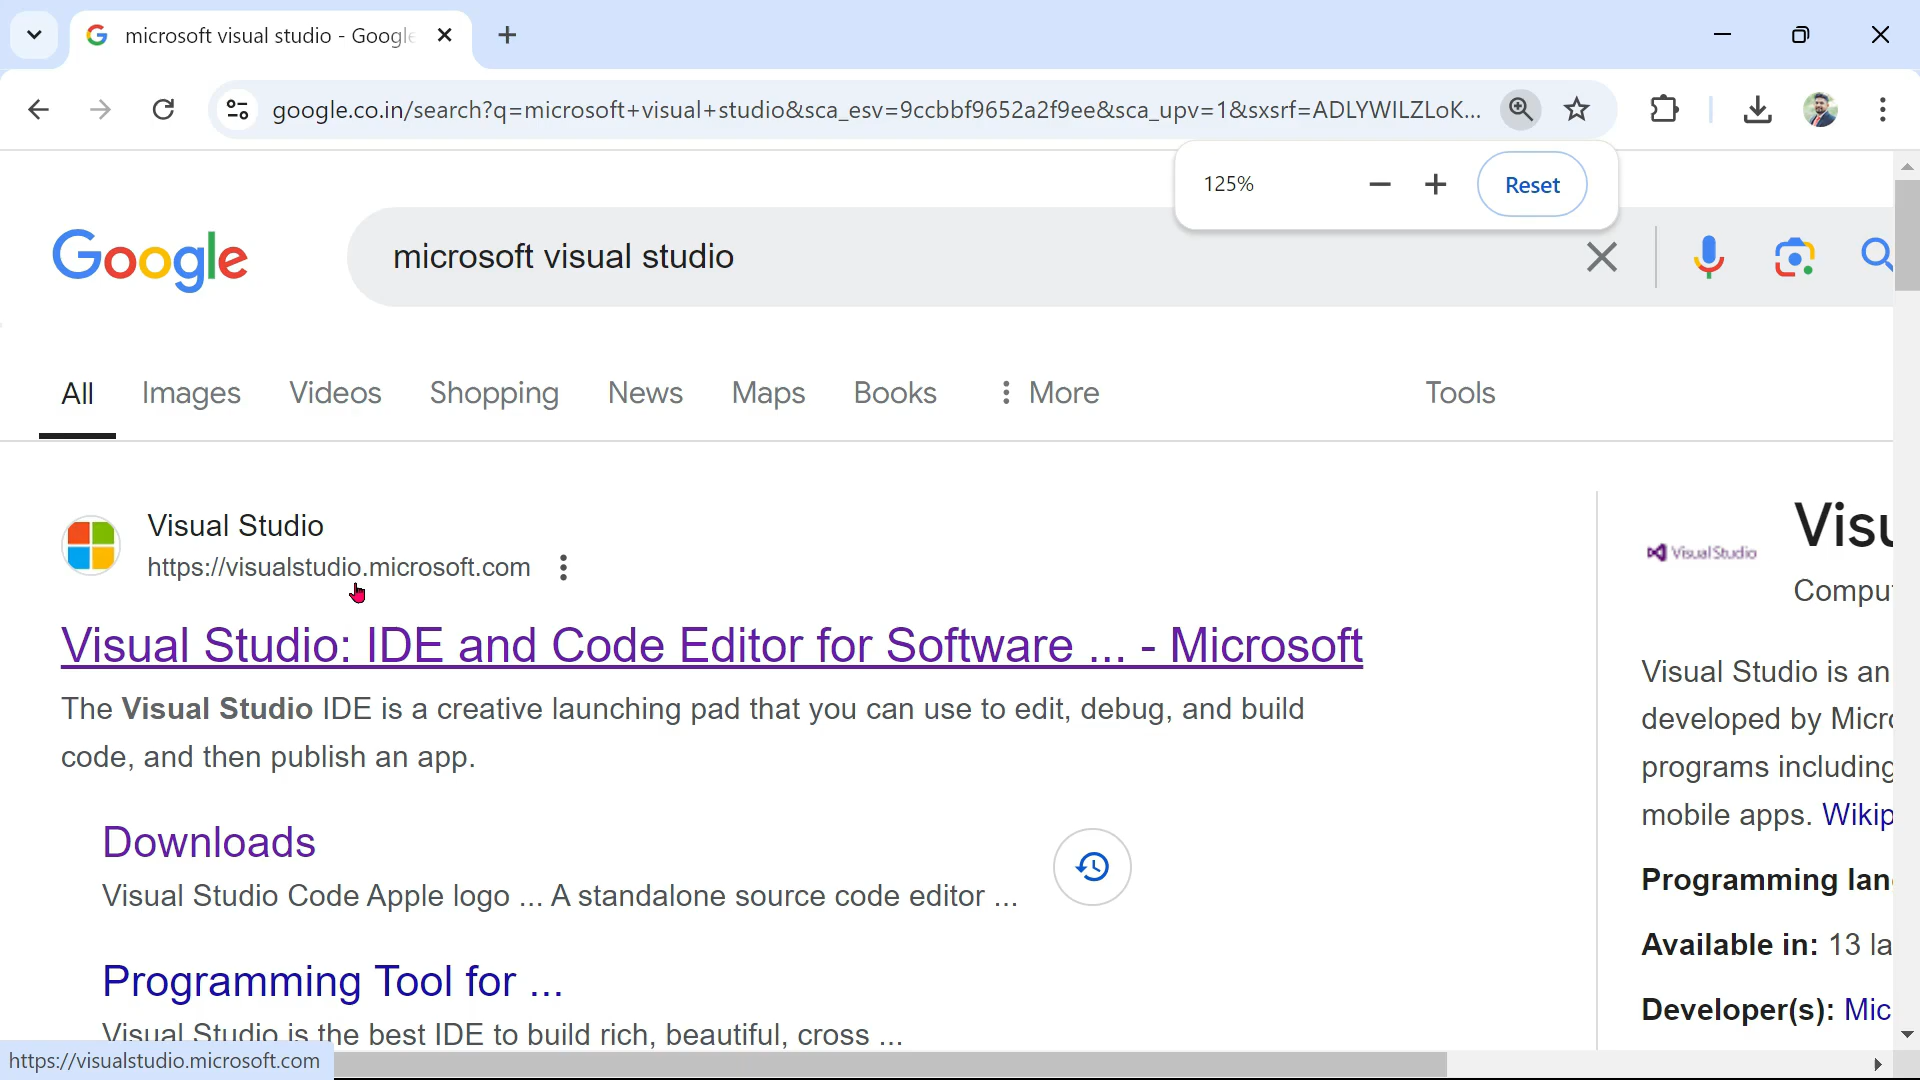 microsoft visual studio - Google
google.co.in/search?q=microsoft+visual+studio&sca_esv=9ccbbf9652a2f9ee&sca_upv=1&sxsrf=ADLYWILZLoK...
125%
Reset
Google
microsoft visual studio
All Images Videos Shopping News Maps Books More Tools
Visual Studio
https://visualstudio.microsoft.com
Visual Studio: IDE and Code Editor for Software ... - Microsoft
The Visual Studio IDE is a creative launching pad that you can use to edit, debug, and build
code, and then publish an app.
Downloads
Visual Studio Code Apple logo ... A standalone source code editor ...
Programming Tool for ...
Visual Studio is the best IDE to build rich, beautiful, cross ...
Visual Studio
Visu
Comput
Visual Studio is an
developed by Micro
programs including
mobile apps. Wikip
Programming lan
Available in: 13 la
Developer(s): Mic
https://visualstudio.microsoft.com